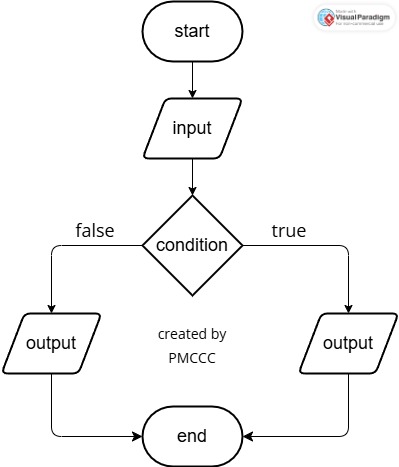 start
Made with
Visual Paradigm
For non-commercial use
input
condition
false
true
output
output
created by
PMCCC
end